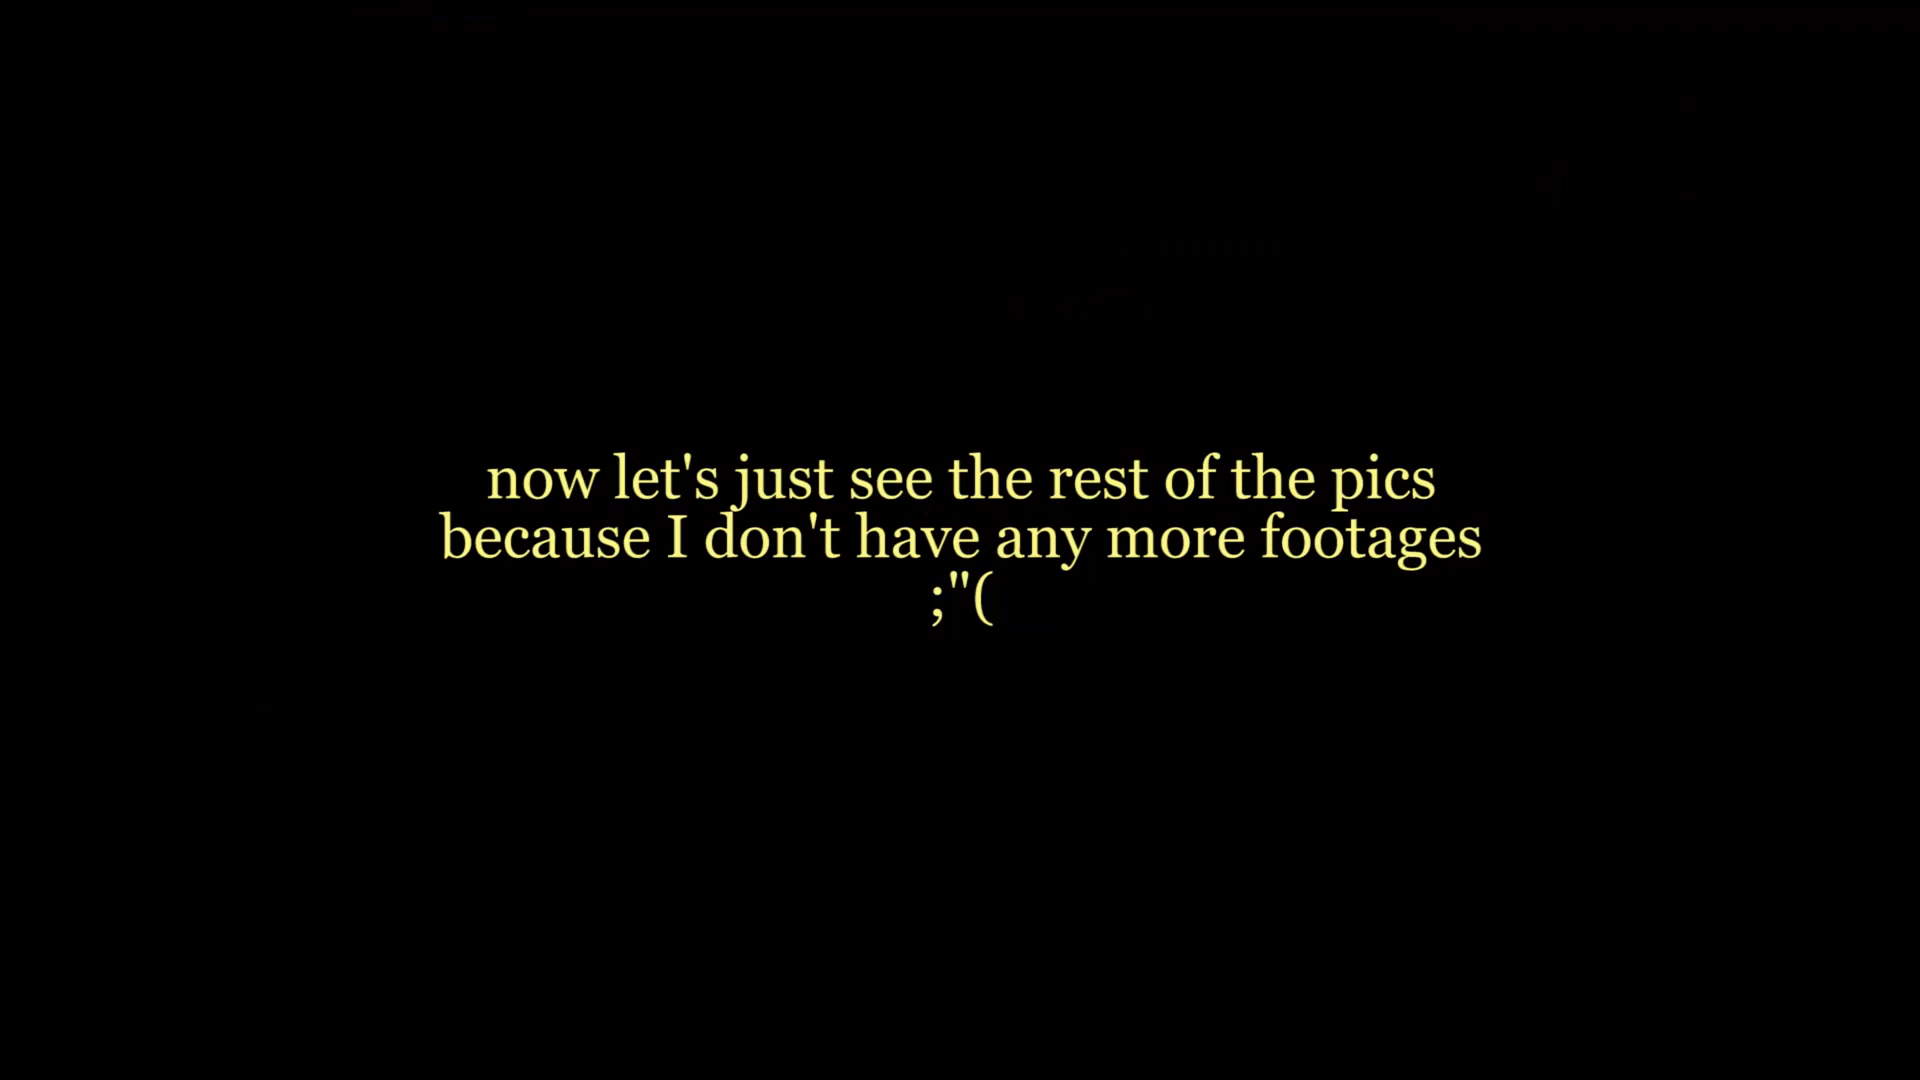 now let's just see the rest of the pics
because I don't have any more footages
;"(